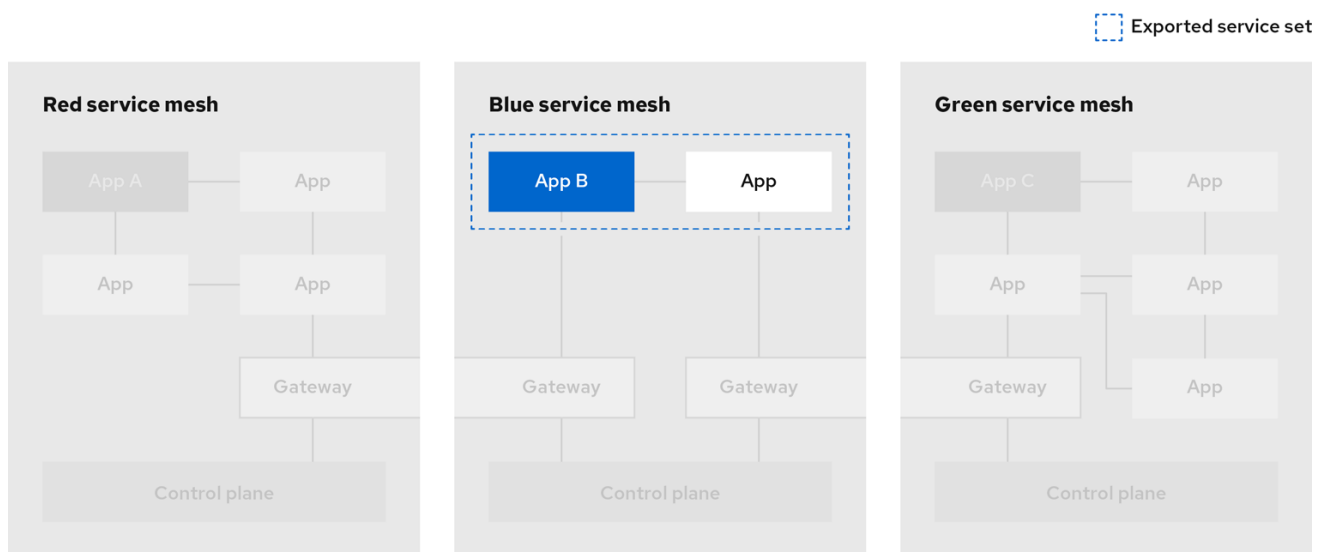 Exported service set
Red service mesh
App A
App
App
App
Gateway
Control plane
Blue service mesh
App B
App
Gateway
Gateway
Control plane
Green service mesh
App C
App
App
App
Gateway
App
Control plane